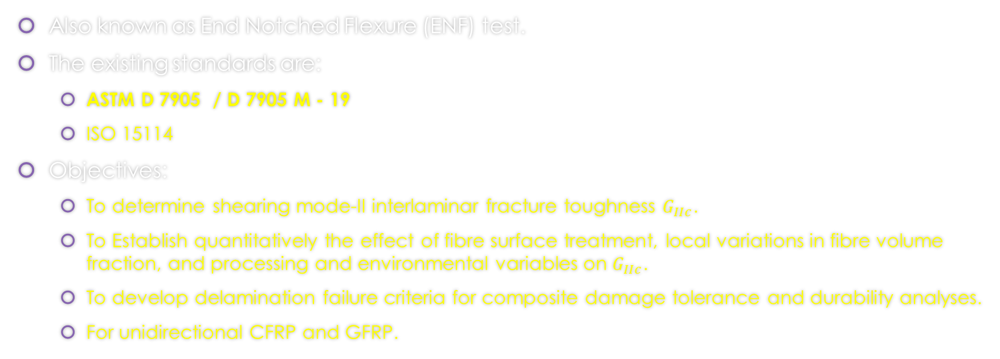 Also known as End Notched Flexure (ENF) test.
The existing standards are:
ASTM D 7905 / D 7905 M - 19
ISO 15114
Objectives:
To determine shearing mode-II interlaminar fracture toughness G_{IIc}.
To Establish quantitatively the effect of fibre surface treatment, local variations in fibre volume
fraction, and processing and environmental variables on G_{IIc}.
To develop delamination failure criteria for composite damage tolerance and durability analyses.
For unidirectional CFRP and GFRP.